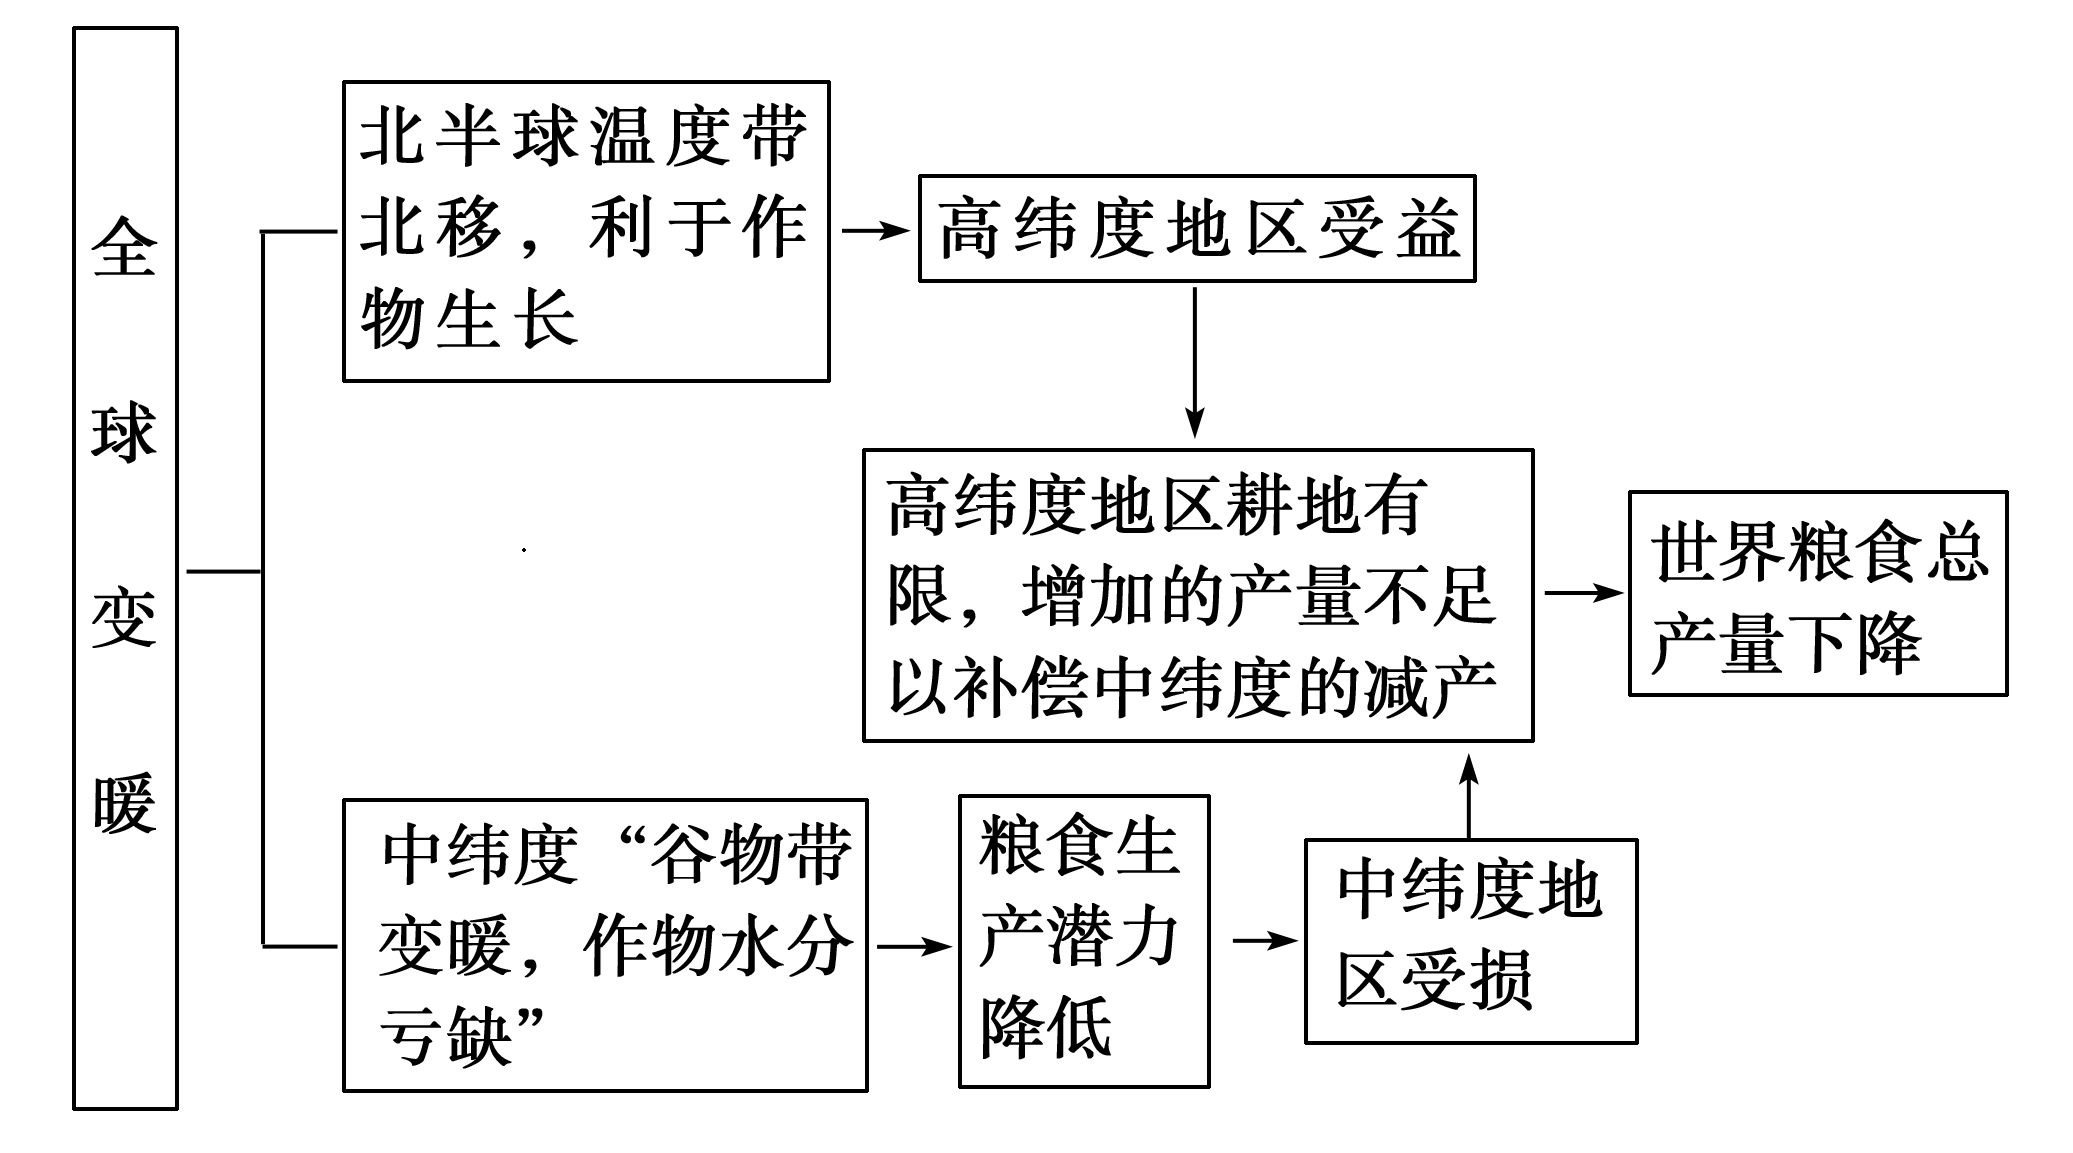 全球变暖
北半球温度带
北移，利于作
物生长
高纬度地区受益
高纬度地区耕地有
限，增加的产量不足
以补偿中纬度的减产
世界粮食总
产量下降
中纬度“谷物带
变暖，作物水分
亏缺”
粮食生
产潜力
降低
中纬度地
区受损